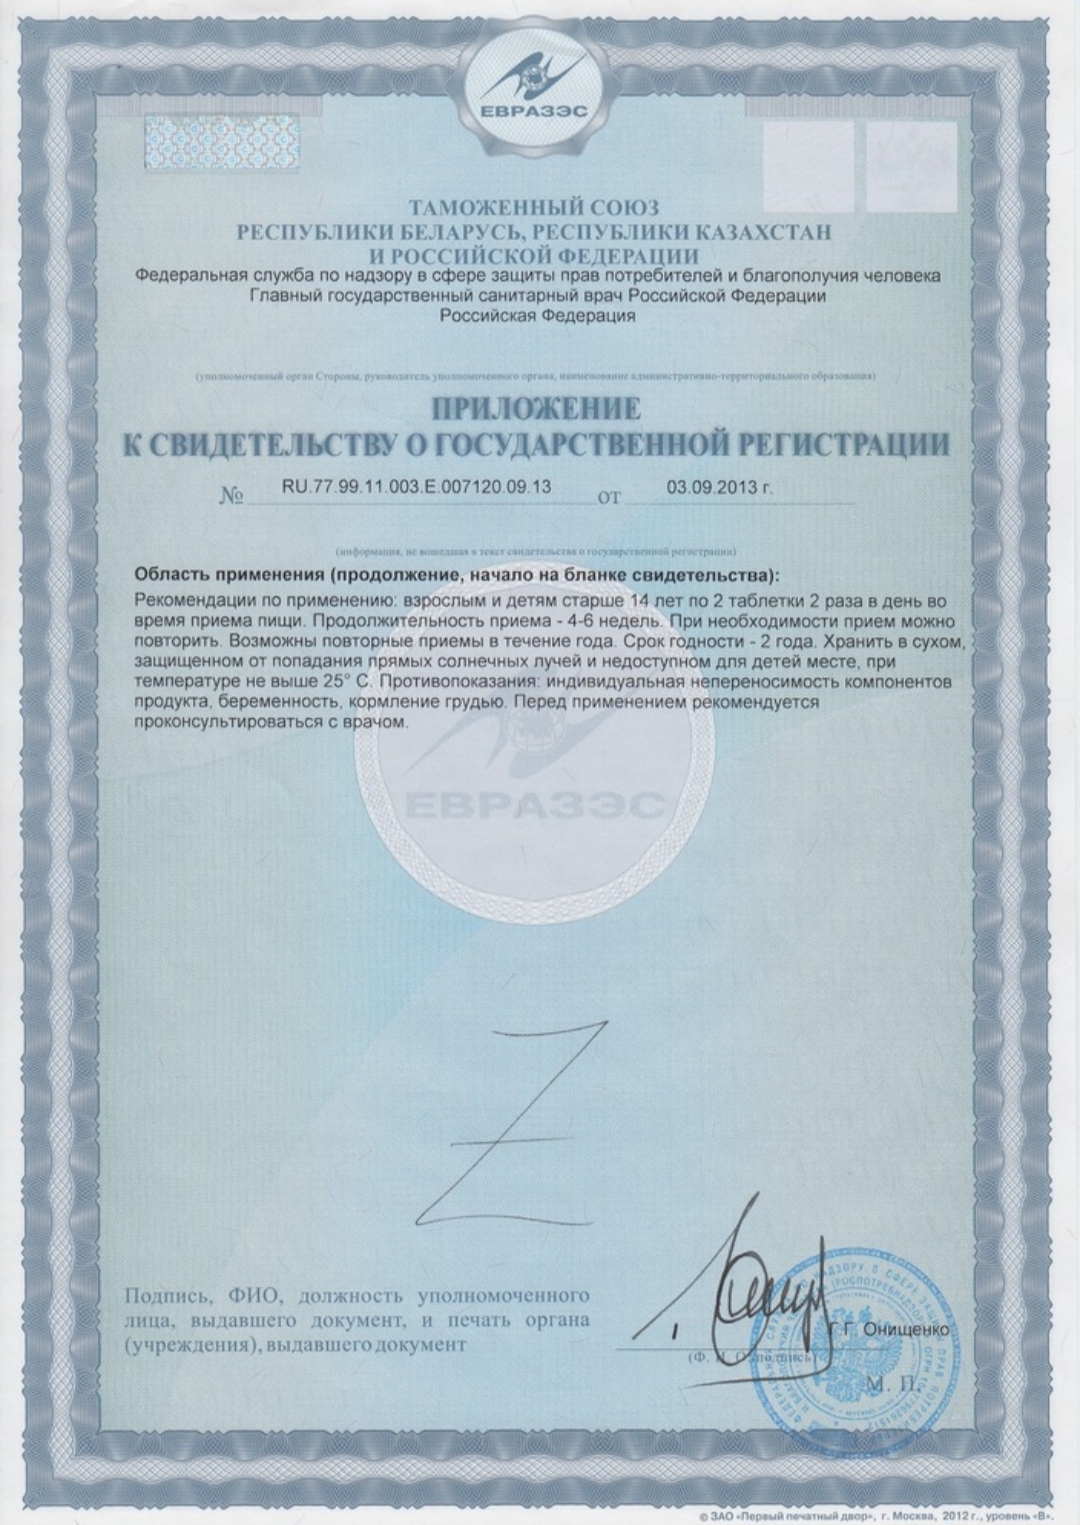 ЕВРАЗЭС
ТАМОЖЕННЫЙ СОЮЗ
РЕСПУБЛИКИ БЕЛАРУСЬ, РЕСПУБЛИКИ КАЗАХСТАН
И РОССИЙСКОЙ ФЕДЕРАЦИИ
Федеральная служба по надзору в сфере защиты прав потребителей и благополучия человека
Главный государственный санитарный врач Российской Федерации
Российская Федерация
(уполномоченный орган Стороны, руководитель уполномоченного органа, наименование административно-территориального образования)
ПРИЛОЖЕНИЕ
К СВИДЕТЕЛЬСТВУ О ГОСУДАРСТВЕННОЙ РЕГИСТРАЦИИ
№ RU.77.99.11.003.E.007120.09.13 от 03.09.2013 г.
(информация, не вошедшая в текст свидетельства о государственной регистрации)
Область применения (продолжение, начало на бланке свидетельства):
Рекомендации по применению: взрослым и детям старше 14 лет по 2 таблетки 2 раза в день во
время приема пищи. Продолжительность приема - 4-6 недель. При необходимости прием можно
повторить. Возможны повторные приемы в течение года. Срок годности - 2 года. Хранить в сухом,
защищенном от попадания прямых солнечных лучей и недоступном для детей месте, при
температуре не выше 25° С. Противопоказания: индивидуальная непереносимость компонентов
продукта, беременность, кормление грудью. Перед применением рекомендуется
проконсультироваться с врачом.
ЕВРАЗЭС
Z
Подпись, ФИО, должность уполномоченного
лица, выдавшего документ, и печать органа
(учреждения), выдавшего документ
Г.Г. Онищенко
(Ф. И. О./подпись)
М. П.
© ЗАО «Первый печатный двор», г. Москва, 2012 г., уровень «В».